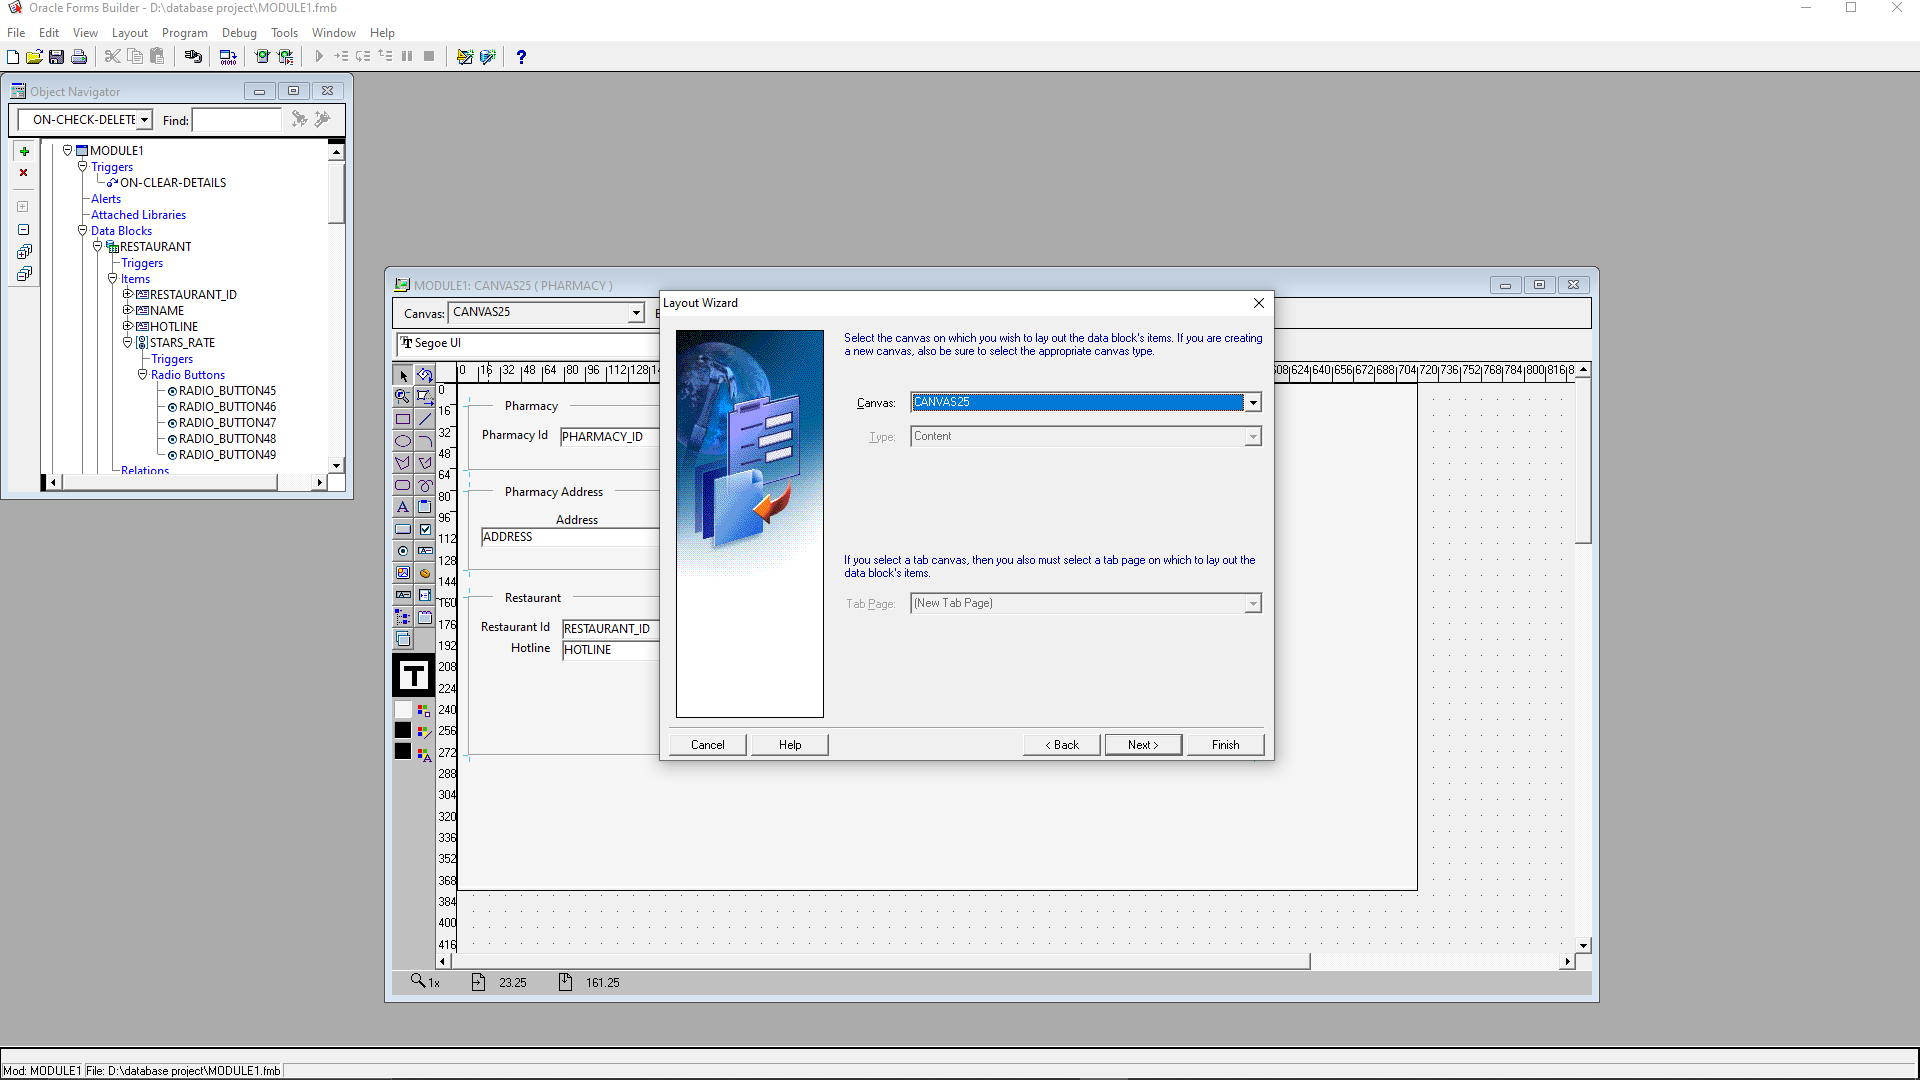 Oracle Forms Builder - D:\database project\MODULE1.fmb
File Edit View Layout Program Debug Tools Window Help
Object Navigator
ON-CHECK-DELETE Find:
MODULE1
Triggers
ON-CLEAR-DETAILS
Alerts
Attached Libraries
Data Blocks
RESTAURANT
Triggers
Items
RESTAURANT_ID
NAME
HOTLINE
STARS_RATE
Triggers
Radio Buttons
RADIO_BUTTON45
RADIO_BUTTON46
RADIO_BUTTON47
RADIO_BUTTON48
RADIO_BUTTON49
Relations
MODULE1: CANVAS25 ( PHARMACY )
Canvas: CANVAS25
Segoe UI
0 16 32 48 64 80 96 112 128
624 640 656 672 688 704 720 736 752 768 784 800 816
0
16
32
48
64
80
96
112
128
144
160
176
192
208
224
240
256
272
288
304
320
336
352
368
384
400
416
Pharmacy
Pharmacy Id PHARMACY_ID
Pharmacy Address
Address
ADDRESS
Restaurant
Restaurant Id RESTAURANT_ID
Hotline HOTLINE
Layout Wizard
Select the canvas on which you wish to lay out the data block's items. If you are creating
a new canvas, also be sure to select the appropriate canvas type.
Canvas: CANVAS25
Type: Content
If you select a tab canvas, then you also must select a tab page on which to lay out the
data block's items.
Tab Page: (New Tab Page)
Cancel Help < Back Next > Finish
1x 23.25 161.25
Mod: MODULE1 File: D:\database project\MODULE1.fmb